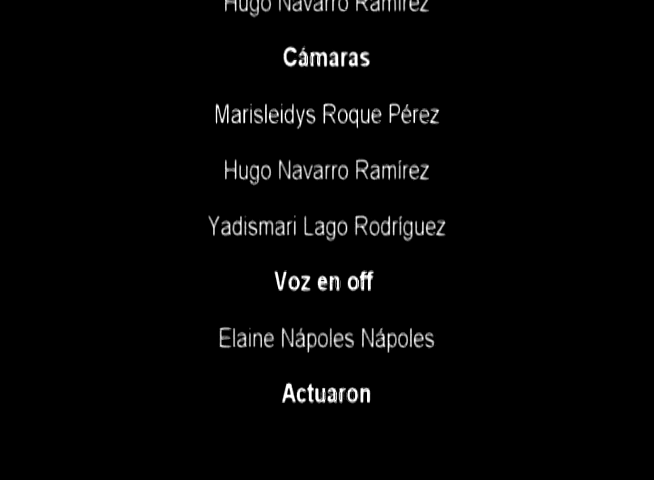 Hugo Navarro Ramírez
Cámaras
Marisleidys Roque Pérez
Hugo Navarro Ramírez
Yadismari Lago Rodríguez
Voz en off
Elaine Nápoles Nápoles
Actuaron